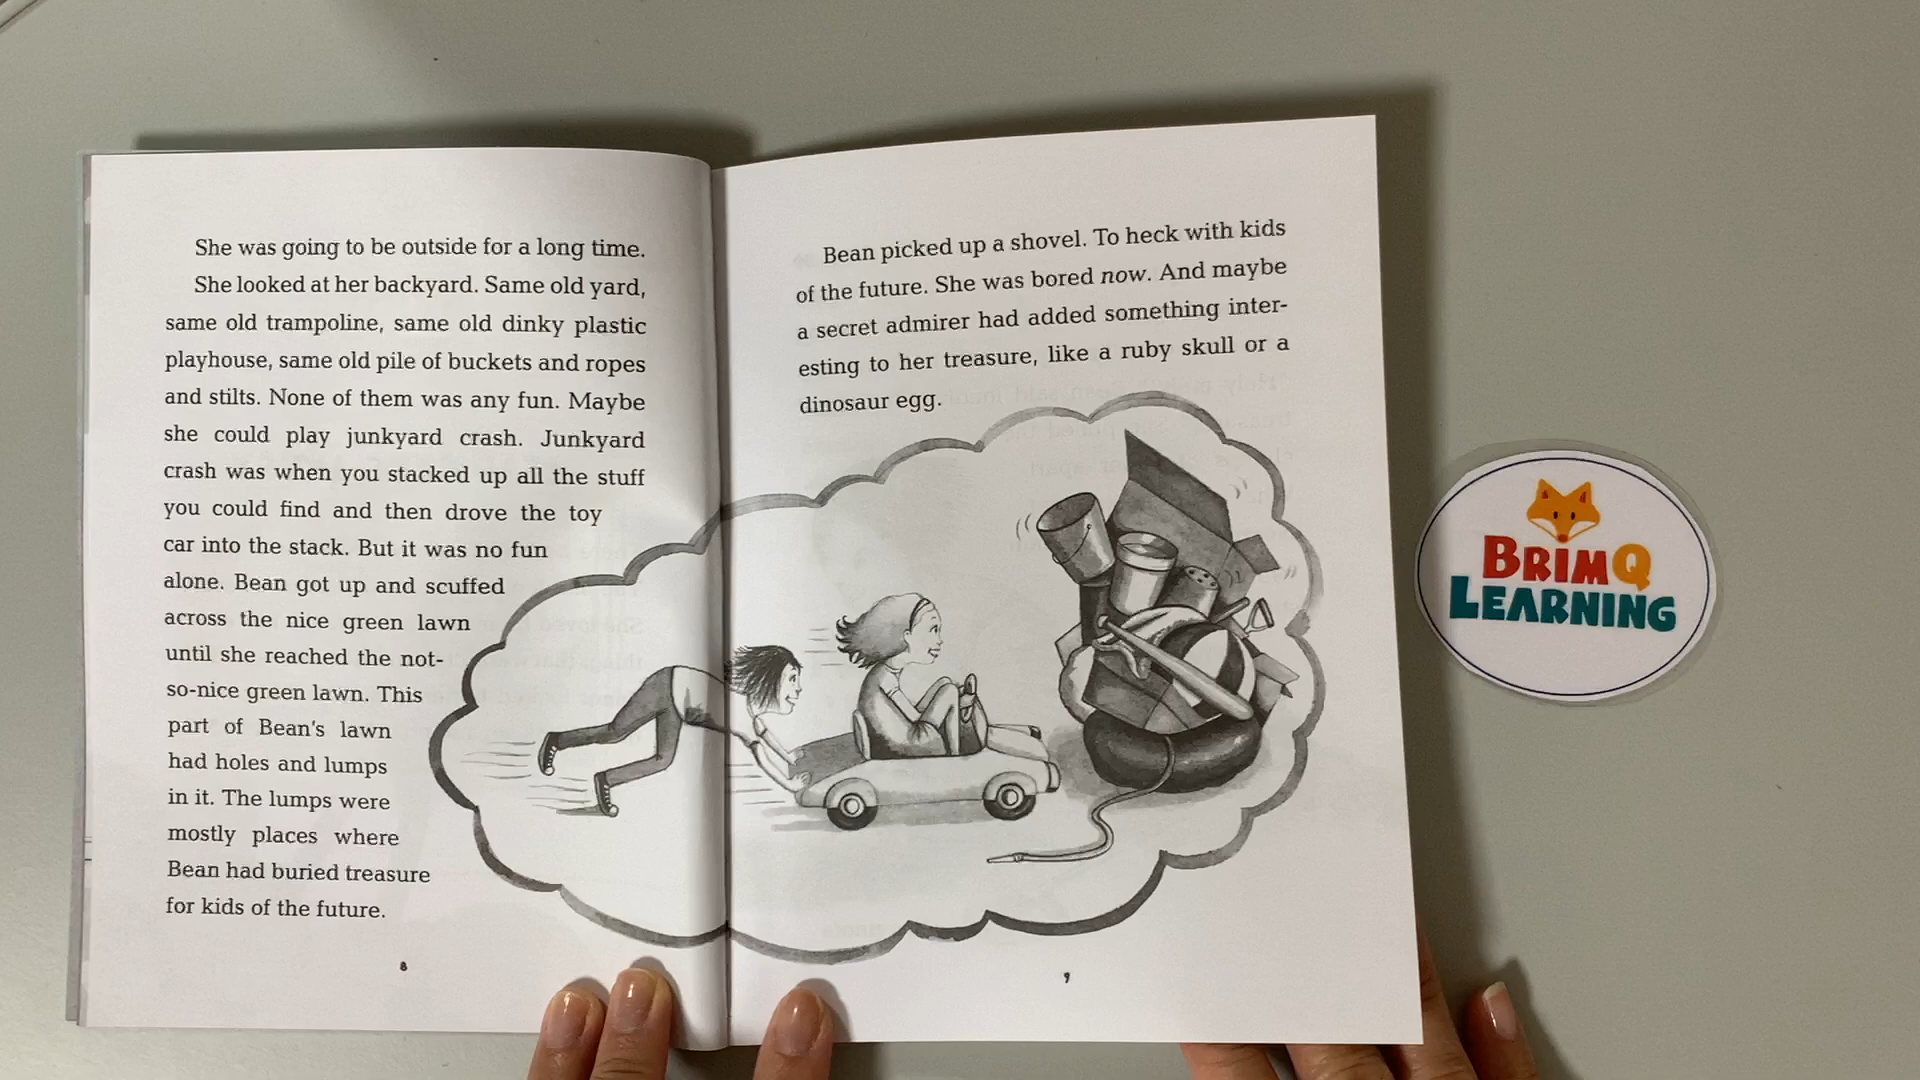 She was going to be outside for a long time.
She looked at her backyard. Same old yard,
same old trampoline, same old dinky plastic
playhouse, same old pile of buckets and ropes
and stilts. None of them was any fun. Maybe
she could play junkyard crash. Junkyard
crash was when you stacked up all the stuff
you could find and then drove the toy
car into the stack. But it was no fun
alone. Bean got up and scuffed
across the nice green lawn
until she reached the not-
so-nice green lawn. This
part of Bean's lawn
had holes and lumps
in it. The lumps were
mostly places where
Bean had buried treasure
for kids of the future.
8
Bean picked up a shovel. To heck with kids
of the future. She was bored now. And maybe
a secret admirer had added something inter-
esting to her treasure, like a ruby skull or a
dinosaur egg.
9
BRIMQ
LEARNING